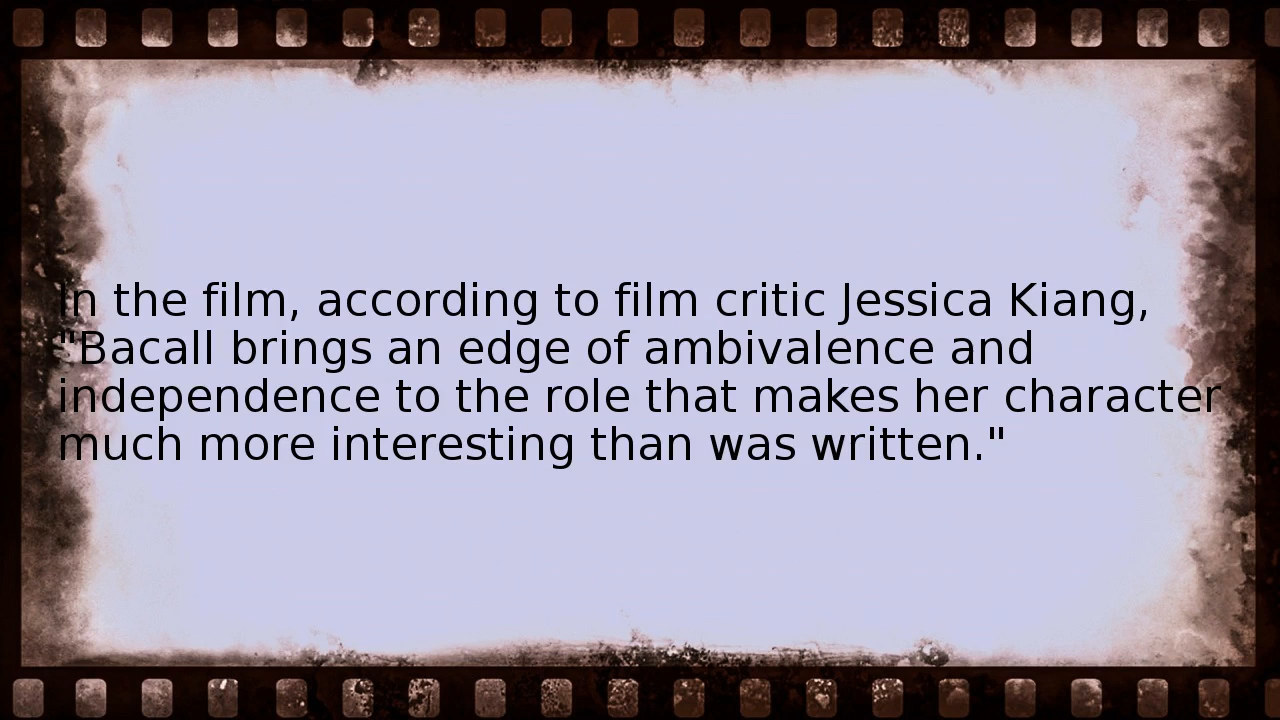 In the film, according to film critic Jessica Kiang,
"Bacall brings an edge of ambivalence and
independence to the role that makes her character
much more interesting than was written."